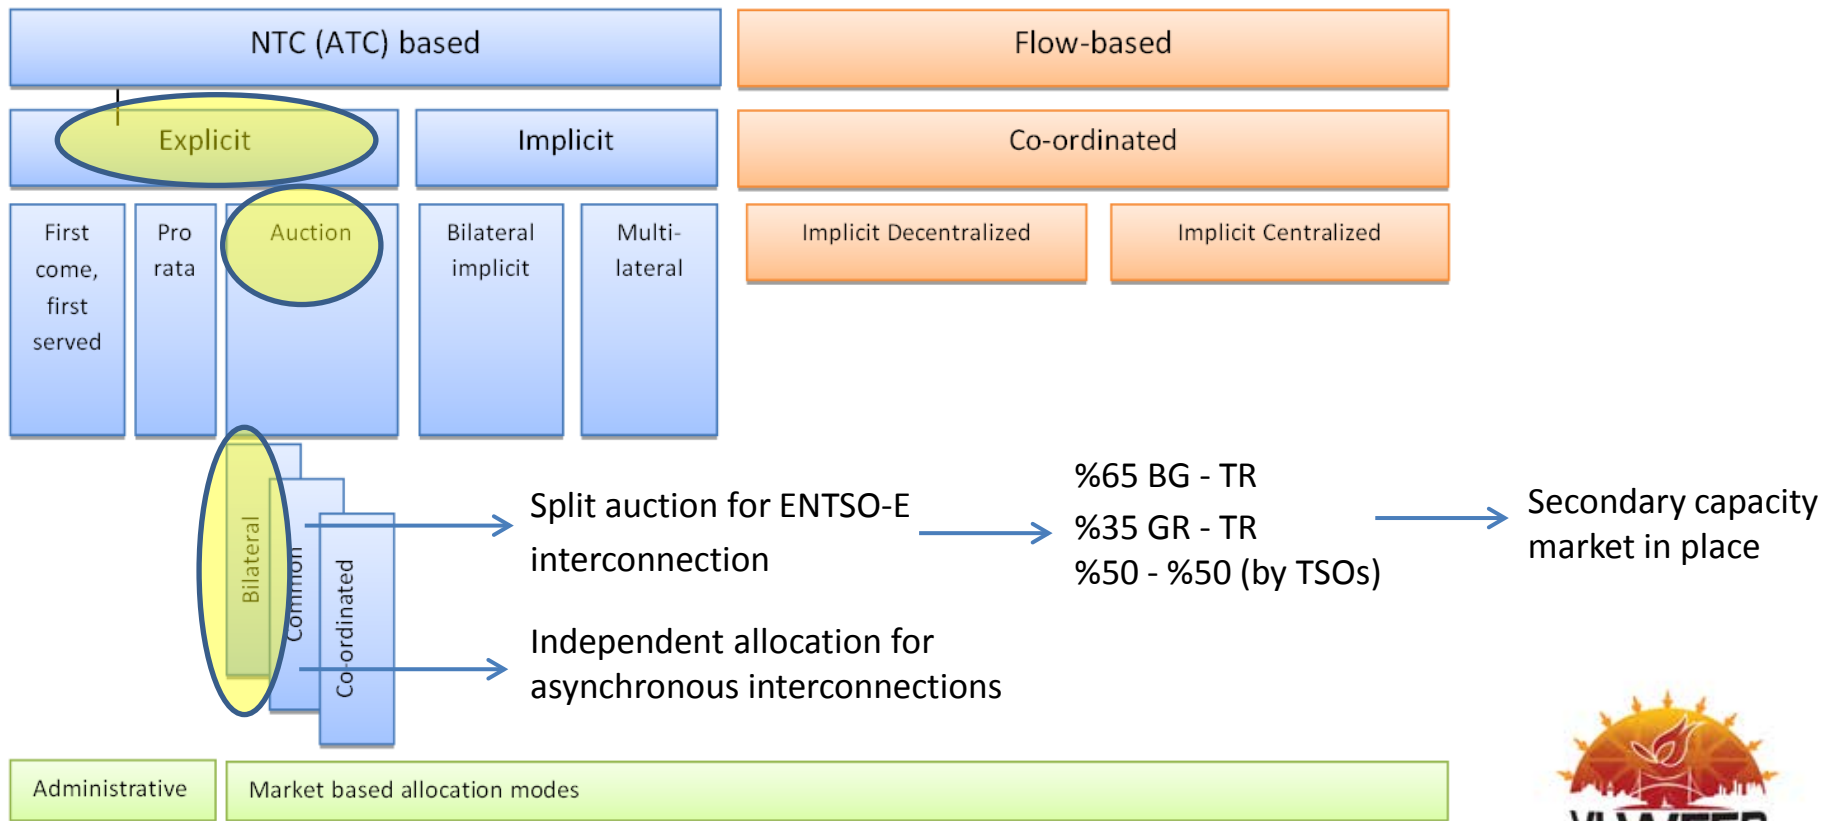 NTC (ATC) based
Flow-based
Explicit
Implicit
Co-ordinated
First
come,
first
served
Pro
rata
Auction
Bilateral
implicit
Multi-
lateral
Implicit Decentralized
Implicit Centralized
Bilateral
Common
Co-ordinated
Split auction for ENTSO-E
interconnection
%65 BG - TR
%35 GR - TR
%50 - %50 (by TSOs)
Secondary capacity
market in place
Independent allocation for
asynchronous interconnections
Administrative
Market based allocation modes